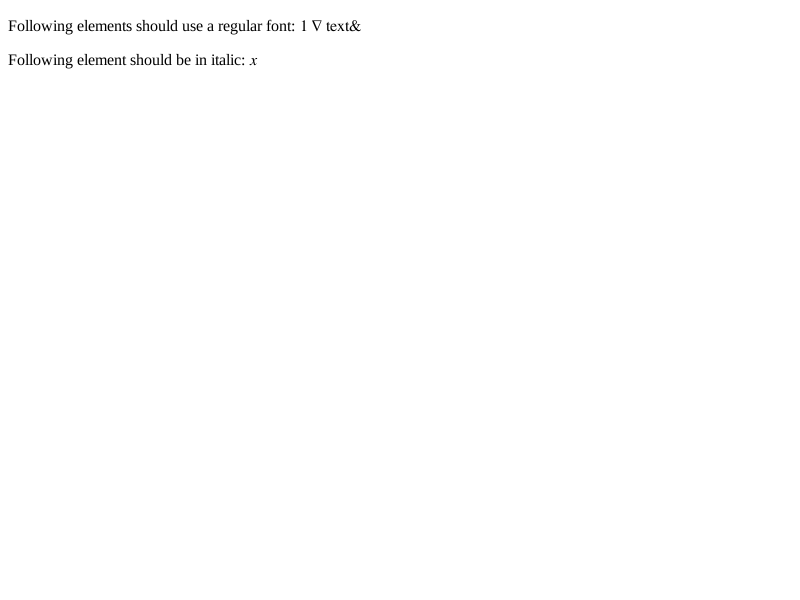 Following elements should use a regular font: 1 ∇ text&
Following element should be in italic: x